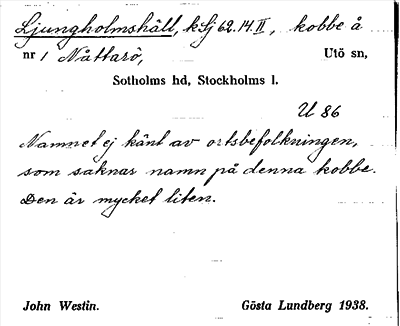 Ljungholmshäll, kSj 62.14.II, kobbe å
nr 1 Nåttarö, Utö sn,
Sotholms hd, Stockholms l.
U 86
Namnet ej känt av ortsbefolkningen,
som saknar namn på denna kobbe.
Den är mycket liten.
John Westin. Gösta Lundberg 1938.